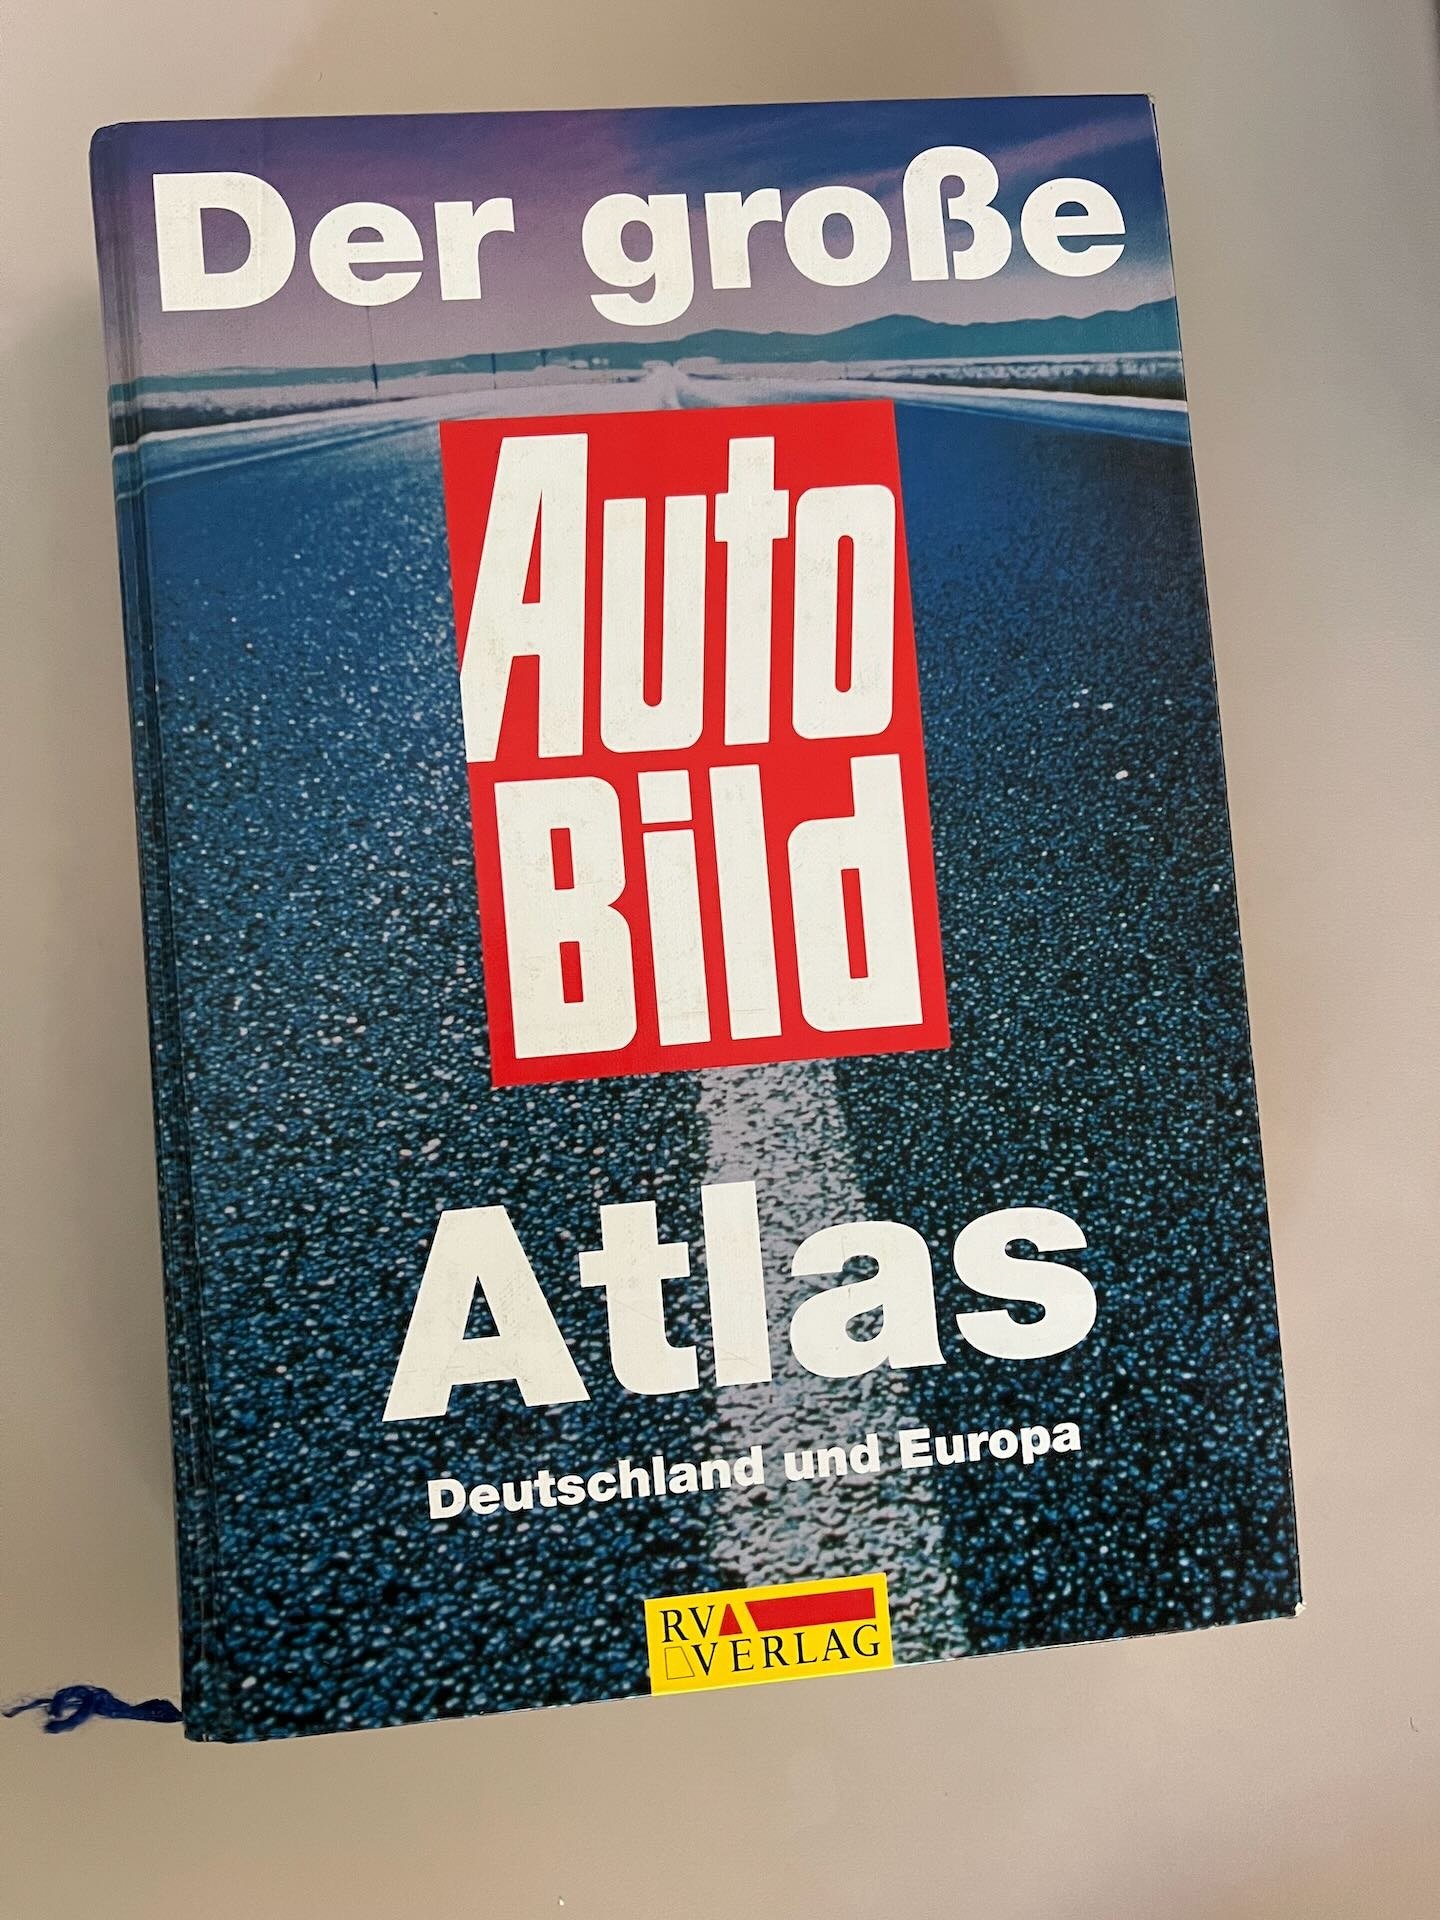 Der große
Auto
Bild
Atlas
Deutschland und Europa
RV
VERLAG